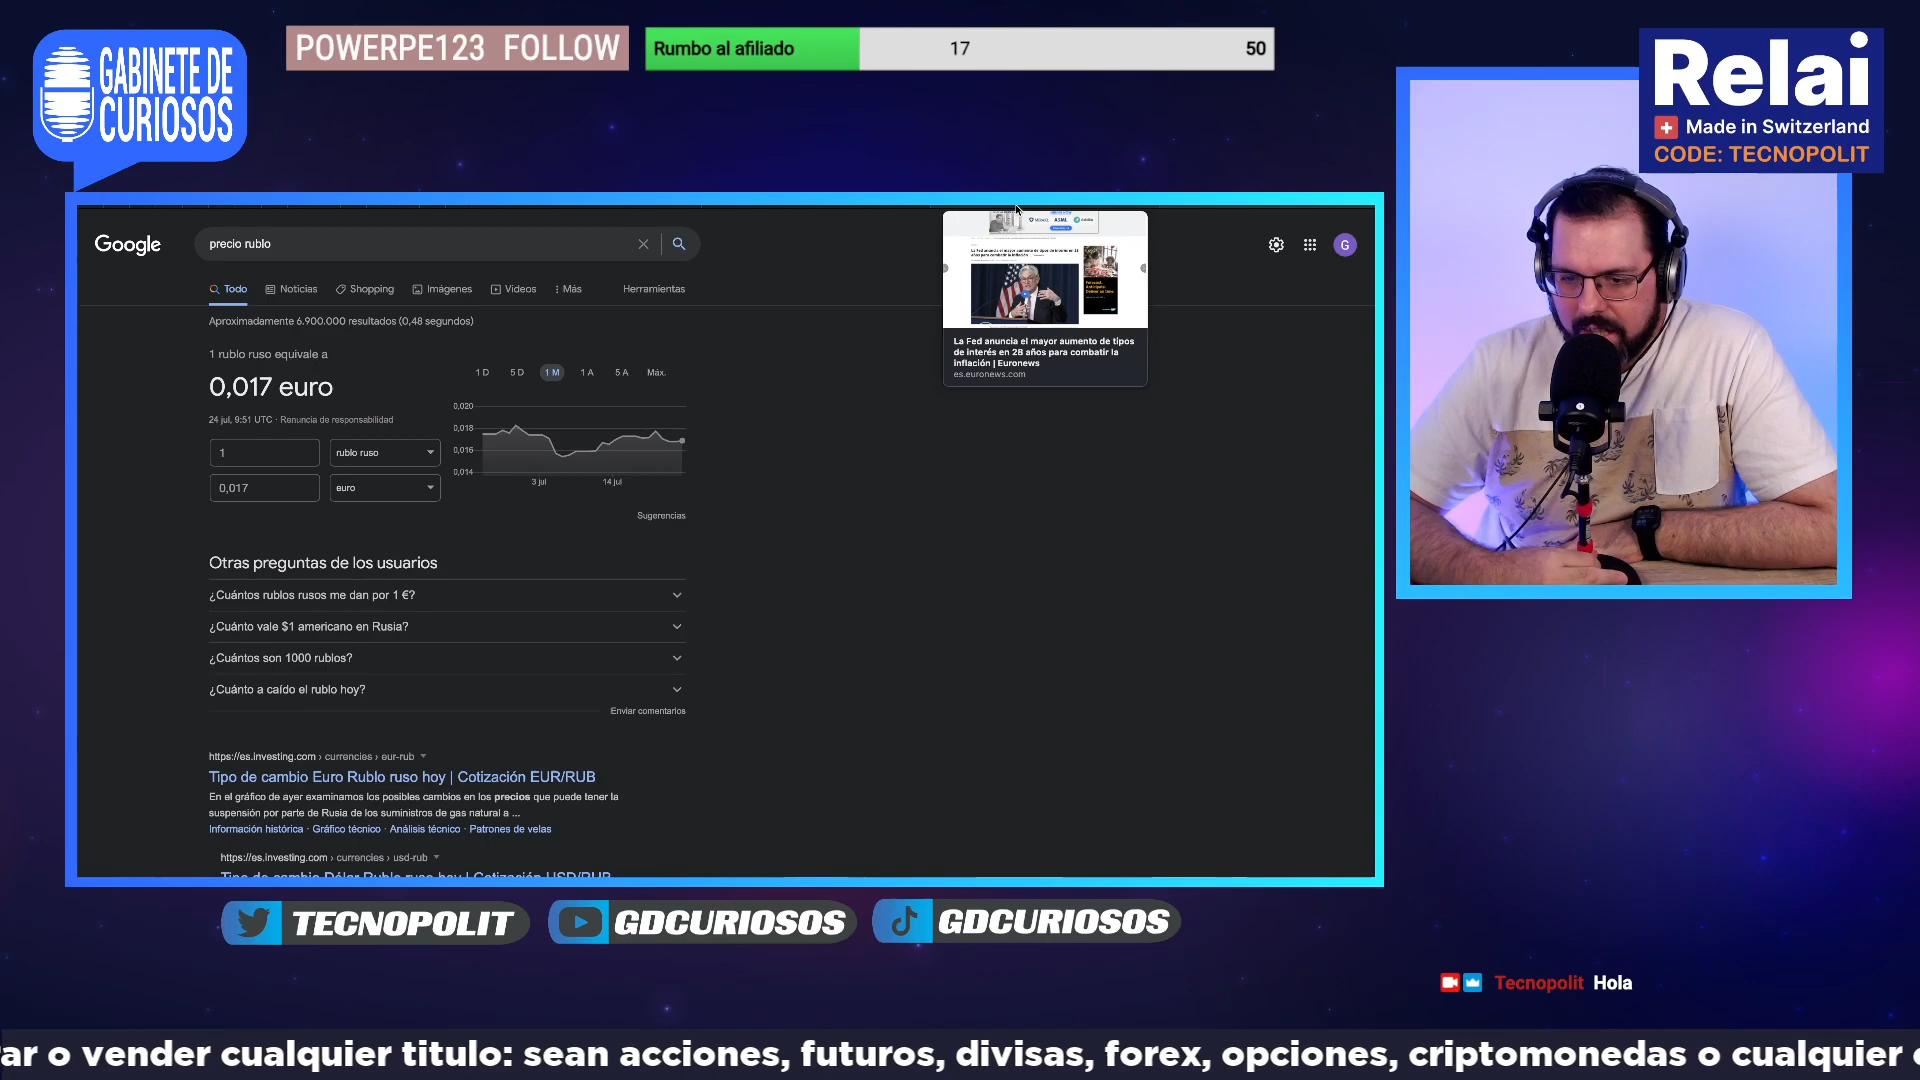 GABINETE DE
CURIOSOS
POWERPE123 FOLLOW
Rumbo al afiliado 17 50
Relai
Made in Switzerland
CODE: TECNOPOLIT
Google
precio rublo
G
Todo Noticias Shopping Imágenes Videos Más Herramientas
Aproximadamente 6.900.000 resultados (0,48 segundos)
1 rublo ruso equivale a
0,017 euro
24 jul, 9:51 UTC · Renuncia de responsabilidad
1 rublo ruso
0,017 euro
1 D 5 D 1 M 1 A 5 A Máx.
0,020
0,018
0,016
0,014
3 jul 14 jul
Sugerencias
La Fed anuncia el mayor aumento de tipos
de interés en 28 años para combatir la
inflación | Euronews
es.euronews.com
Otras preguntas de los usuarios
¿Cuántos rublos rusos me dan por 1 €?
¿Cuánto vale $1 americano en Rusia?
¿Cuántos son 1000 rublos?
¿Cuánto a caído el rublo hoy?
Enviar comentarios
https://es.investing.com › currencies › eur-rub
Tipo de cambio Euro Rublo ruso hoy | Cotización EUR/RUB
En el gráfico de ayer examinamos los posibles cambios en los precios que puede tener la
suspensión por parte de Rusia de los suministros de gas natural a ...
Información histórica · Gráfico técnico · Análisis técnico · Patrones de velas
https://es.investing.com › currencies › usd-rub
Tipo de cambio Dólar Rublo ruso hoy | Cotización USD/RUB
TECNOPOLIT GDCURIOSOS GDCURIOSOS
Tecnopolit Hola
ar o vender cualquier titulo: sean acciones, futuros, divisas, forex, opciones, criptomonedas o cualquier